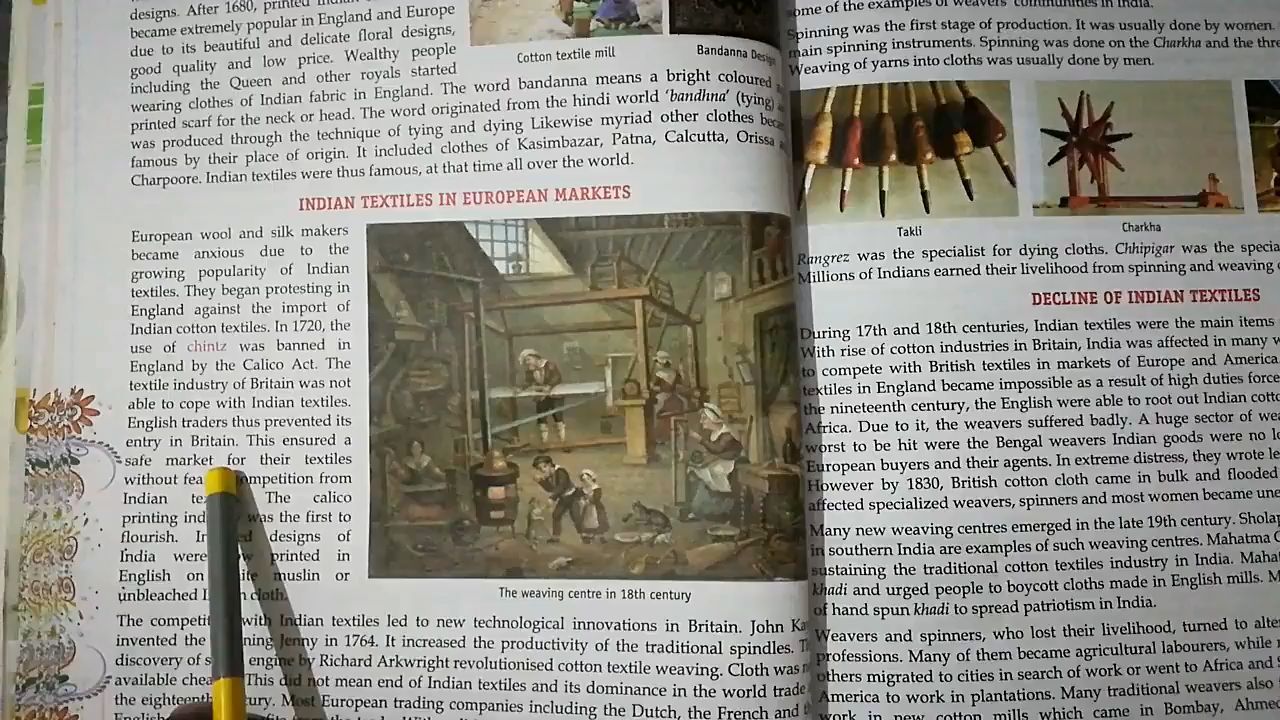 designs. After 1680, printed
became extremely popular in England and Europe
due to its beautiful and delicate floral designs,
good quality and low price. Wealthy people
including the Queen and other royals started
wearing clothes of Indian fabric in England. The word bandanna means a bright coloured
printed scarf for the neck or head. The word originated from the hindi world 'bandhna' (tying)
was produced through the technique of tying and dying Likewise myriad other clothes
famous by their place of origin. It included clothes of Kasimbazar, Patna, Calcutta, Orissa
Charpoore. Indian textiles were thus famous, at that time all over the world.
Cotton textile mill
Bandanna Design
INDIAN TEXTILES IN EUROPEAN MARKETS
European wool and silk makers
became anxious due to the
growing popularity of Indian
textiles. They began protesting in
England against the import of
Indian cotton textiles. In 1720, the
use of chintz was banned in
England by the Calico Act. The
textile industry of Britain was not
able to cope with Indian textiles.
English traders thus prevented its
entry in Britain. This ensured a
safe market for their textiles
without competition from
Indian The calico
printing was the first to
flourish. designs of
India were printed in
English on muslin or
unbleached cloth.
The weaving centre in 18th century
The with Indian textiles led to new technological innovations in Britain. John
invented the Jenny in 1764. It increased the productivity of the traditional spindles.
discovery of engine by Richard Arkwright revolutionised cotton textile weaving. Cloth was
available This did not mean end of Indian textiles and its dominance in the world trade
the Most European trading companies including the Dutch, the French and
English
some of the examples of weavers' communities in India.
Spinning was the first stage of production. It was usually done by women.
main spinning instruments. Spinning was done on the Charkha and the
Weaving of yarns into cloths was usually done by men.
Takli
Charkha
Rangrez was the specialist for dying cloths. Chhipigar was the
Millions of Indians earned their livelihood from spinning and weaving
DECLINE OF INDIAN TEXTILES
During 17th and 18th centuries, Indian textiles were the main items
With rise of cotton industries in Britain, India was affected in many
to compete with British textiles in markets of Europe and America
textiles in England became impossible as a result of high duties
the nineteenth century, the English were able to root out Indian
Africa. Due to it, the weavers suffered badly. A huge sector of
worst to be hit were the Bengal weavers Indian goods were no
European buyers and their agents. In extreme distress, they wrote
However by 1830, British cotton cloth came in bulk and flooded
affected specialized weavers, spinners and most women became
Many new weaving centres emerged in the late 19th century.
in southern India are examples of such weaving centres. Mahatma
sustaining the traditional cotton textiles industry in India.
khadi and urged people to boycott cloths made in English mills.
of hand spun khadi to spread patriotism in India.
Weavers and spinners, who lost their livelihood, turned to
professions. Many of them became agricultural labourers, while
others migrated to cities in search of work or went to Africa and
America to work in plantations. Many traditional weavers also
work in new cotton mills which came in Bombay,